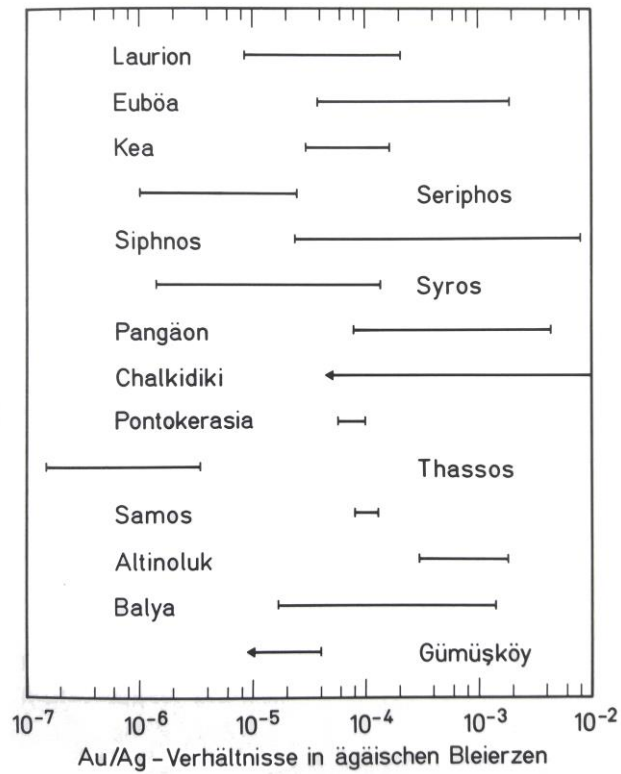 Laurion
Euböa
Kea
Seriphos
Siphnos
Syros
Pangäon
Chalkidiki
Pontokerasia
Thassos
Samos
Altinoluk
Balya
Gümüşköy
10⁻⁷ 10⁻⁶ 10⁻⁵ 10⁻⁴ 10⁻³ 10⁻²
Au/Ag – Verhältnisse in ägäischen Bleierzen